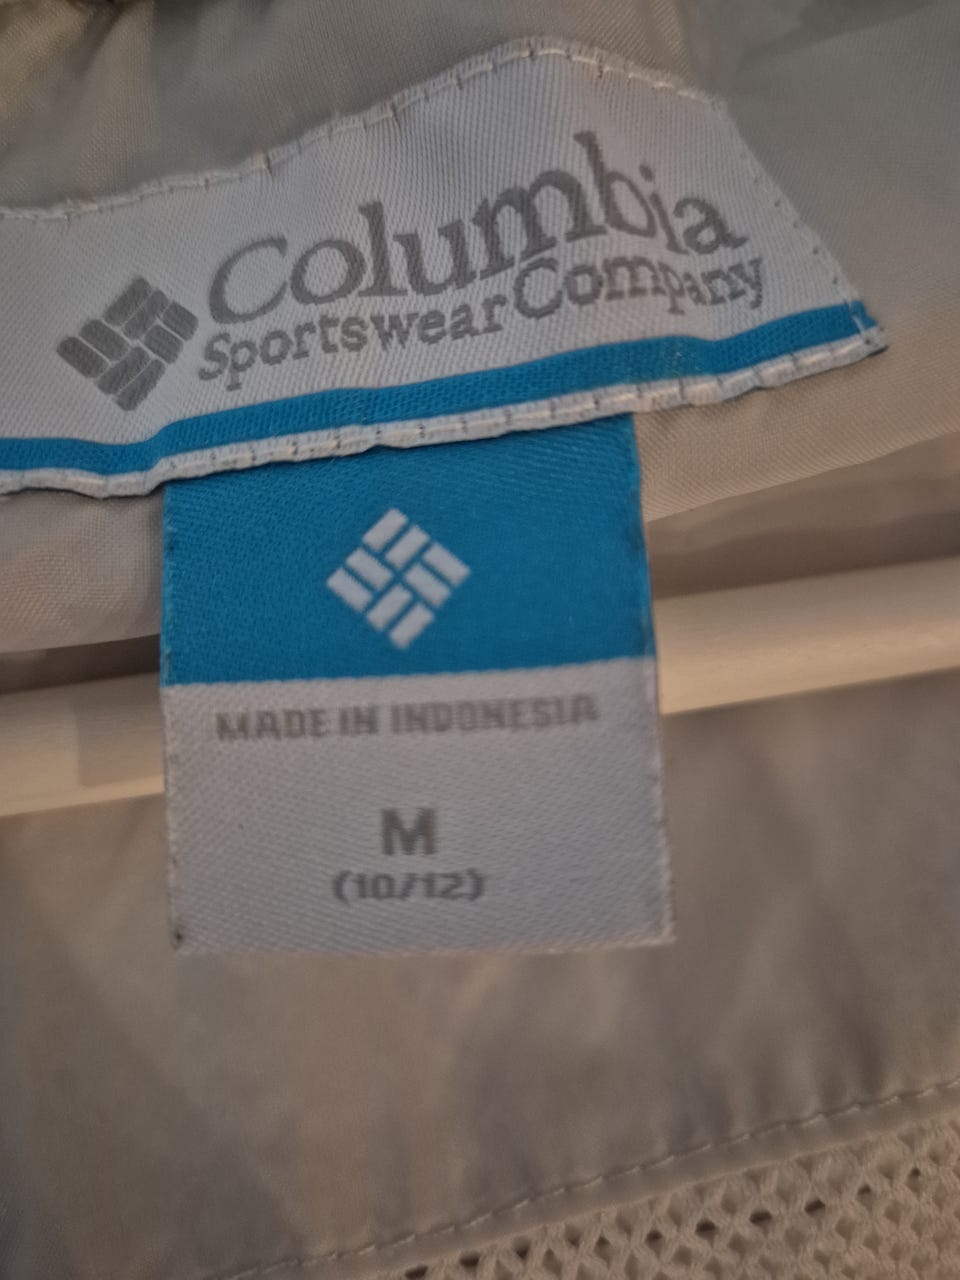 Columbia
Sportswear Company
MADE IN INDONESIA
M
(10/12)